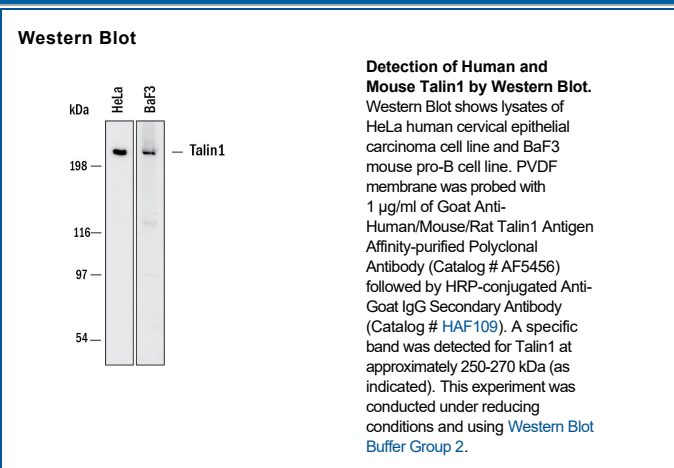 Western Blot
kDa
HeLa
BaF3
198
116
97
54
Talin1
Detection of Human and
Mouse Talin1 by Western Blot.
Western Blot shows lysates of
HeLa human cervical epithelial
carcinoma cell line and BaF3
mouse pro-B cell line. PVDF
membrane was probed with
1 µg/ml of Goat Anti-
Human/Mouse/Rat Talin1 Antigen
Affinity-purified Polyclonal
Antibody (Catalog # AF5456)
followed by HRP-conjugated Anti-
Goat IgG Secondary Antibody
(Catalog # HAF109). A specific
band was detected for Talin1 at
approximately 250-270 kDa (as
indicated). This experiment was
conducted under reducing
conditions and using Western Blot
Buffer Group 2.